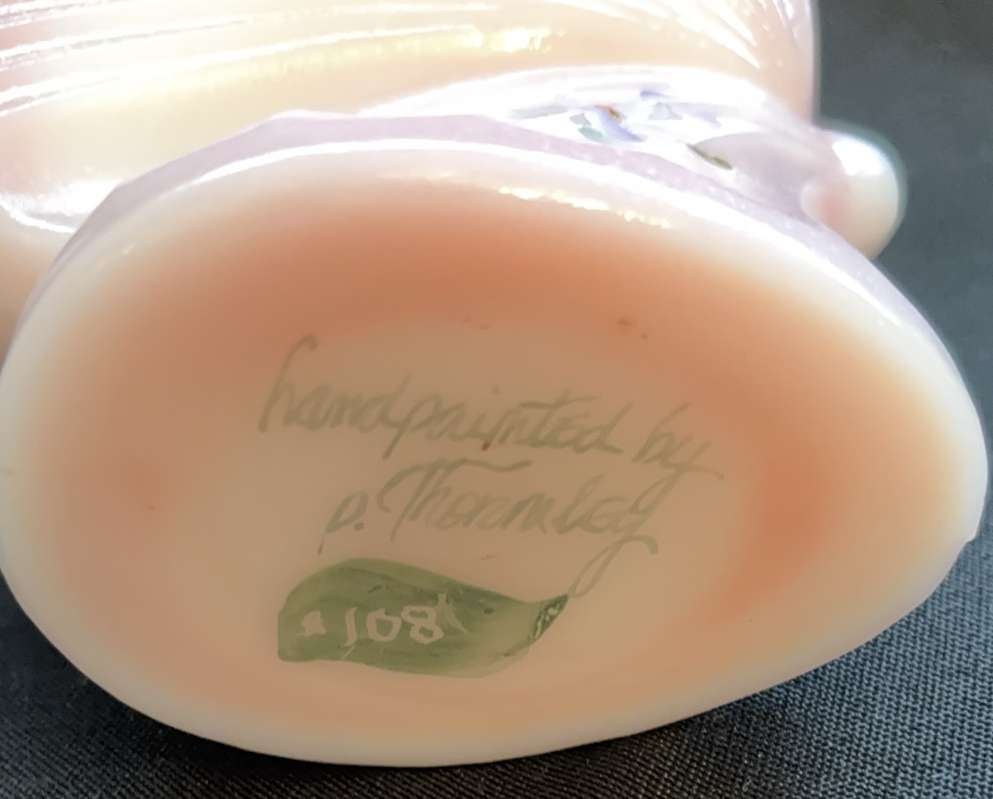 handpainted by
p. Thornley
108